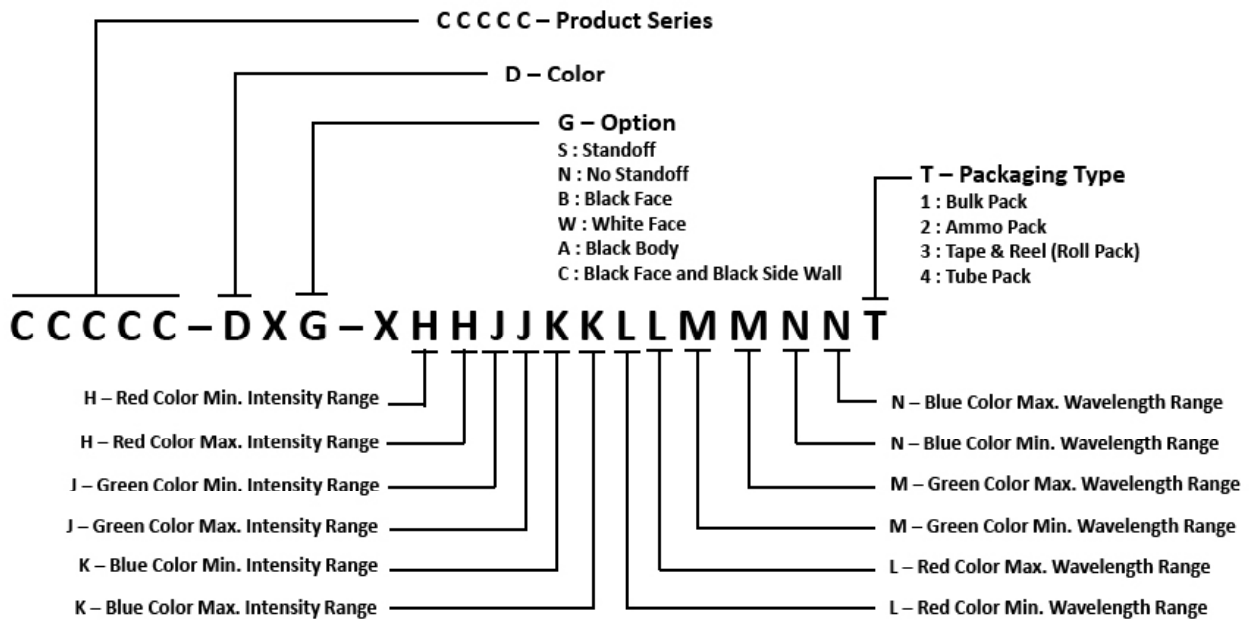 C C C C C – Product Series
D – Color
G – Option
S : Standoff
N : No Standoff
B : Black Face
W : White Face
A : Black Body
C : Black Face and Black Side Wall
T – Packaging Type
1 : Bulk Pack
2 : Ammo Pack
3 : Tape & Reel (Roll Pack)
4 : Tube Pack
C C C C C – D X G – X H H J J K K L L M M N N T
H – Red Color Min. Intensity Range
H – Red Color Max. Intensity Range
J – Green Color Min. Intensity Range
J – Green Color Max. Intensity Range
K – Blue Color Min. Intensity Range
K – Blue Color Max. Intensity Range
N – Blue Color Max. Wavelength Range
N – Blue Color Min. Wavelength Range
M – Green Color Max. Wavelength Range
M – Green Color Min. Wavelength Range
L – Red Color Max. Wavelength Range
L – Red Color Min. Wavelength Range